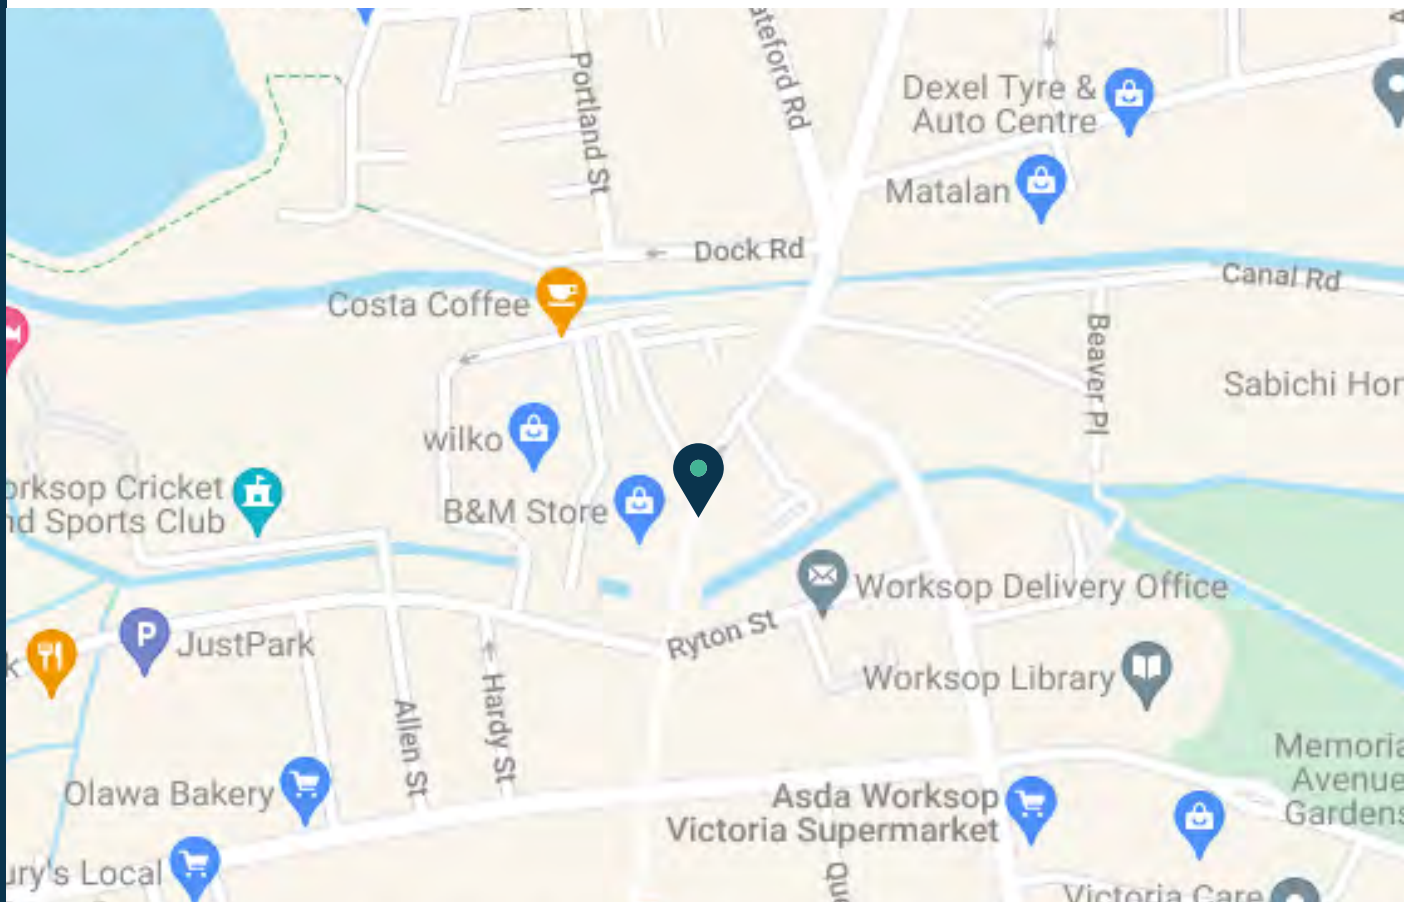 Portland St
ateford Rd
Dexel Tyre &
Auto Centre
Matalan
Dock Rd
Canal Rd
Costa Coffee
Beaver Pl
Sabichi Hor
wilko
orksop Cricket
nd Sports Club
B&M Store
P
JustPark
Worksop Delivery Office
Ryton St
k
Worksop Library
Allen St
Hardy St
Memoria
Avenue
Gardens
Olawa Bakery
Asda Worksop
Victoria Supermarket
ury's Local
Que
Victoria Care